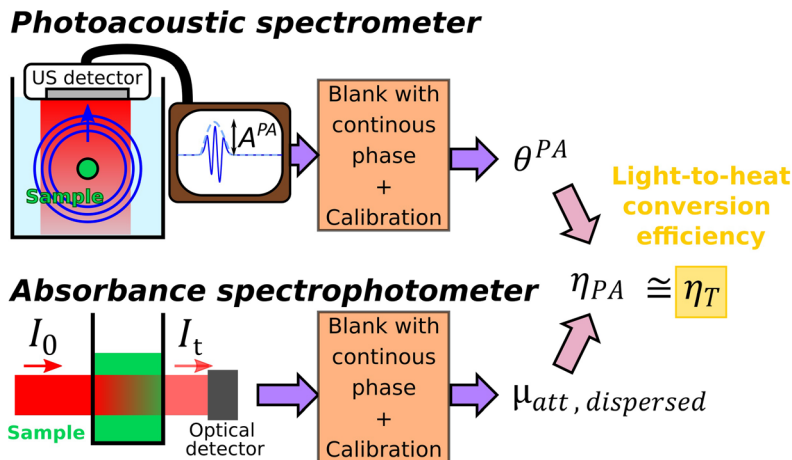 Photoacoustic spectrometer
US detector
Sample
A^PA
Blank with
continous
phase
+
Calibration
θ^PA
Light-to-heat
conversion
efficiency
η_PA ≅ η_T
Absorbance spectrophotometer
I_0
I_t
Sample
Optical
detector
Blank with
continous
phase
+
Calibration
μ_att, dispersed